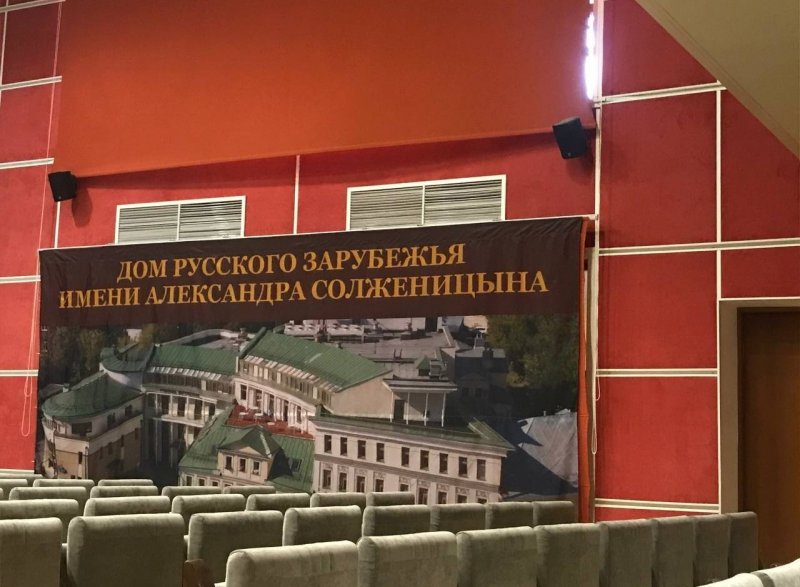 ДОМ РУССКОГО ЗАРУБЕЖЬЯ
ИМЕНИ АЛЕКСАНДРА СОЛЖЕНИЦЫНА